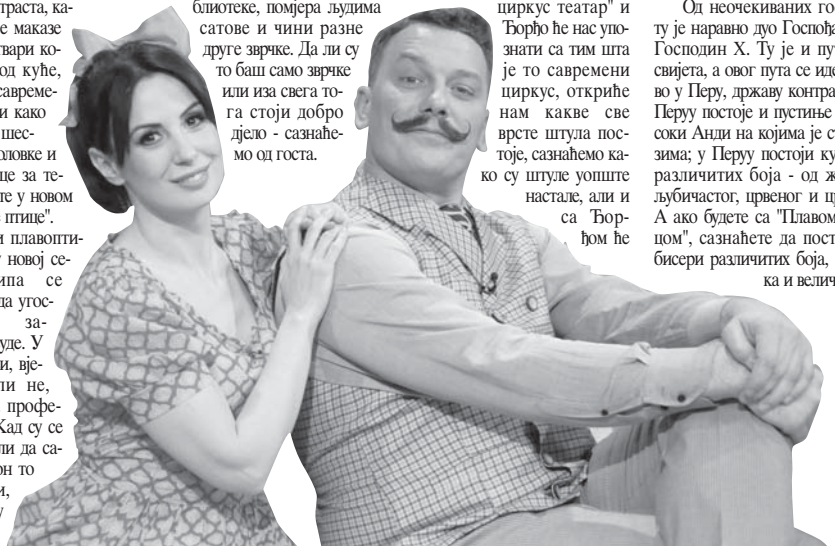 траста, ка-
е маказе
твари ко-
од куће,
савреме-
и како
шес-
оловке и
це за те-
те у новом
птице".
и плавопти-
у новој се-
ипа се
да угос-
за-
уде. У
и, вје-
ли не,
профе-
Кад су се
ли да са-
он то
и,
у
блиотеке, помјера људима
сатове и чини разне
друге зврчке. Да ли су
то баш само зврчке
или иза свега то-
га стоји добро
дјело - сазнаће-
мо од госта.
циркус театар" и
Ђорђо ће нас упо-
знати са тим шта
је то савремени
циркус, открићe
нам какве све
врсте штула пос-
тоје, сазнаћемо ка-
ко су штуле уопште
настале, али и
са Ђор-
ђом ће
Од неочекиваних го
ту је наравно дуо Госпођа
Господин Х. Ту је и пут
свијета, а овог пута се иде
во у Перу, државу контра
Перуу постоје и пустиње
соки Анди на којима је с
зима; у Перуу постоји ку
различитих боја - од ж
љубичастог, црвеног и ц
А ако будете са "Плавом
цом", сазнаћете да пост
бисери различитих боја,
ка и велич